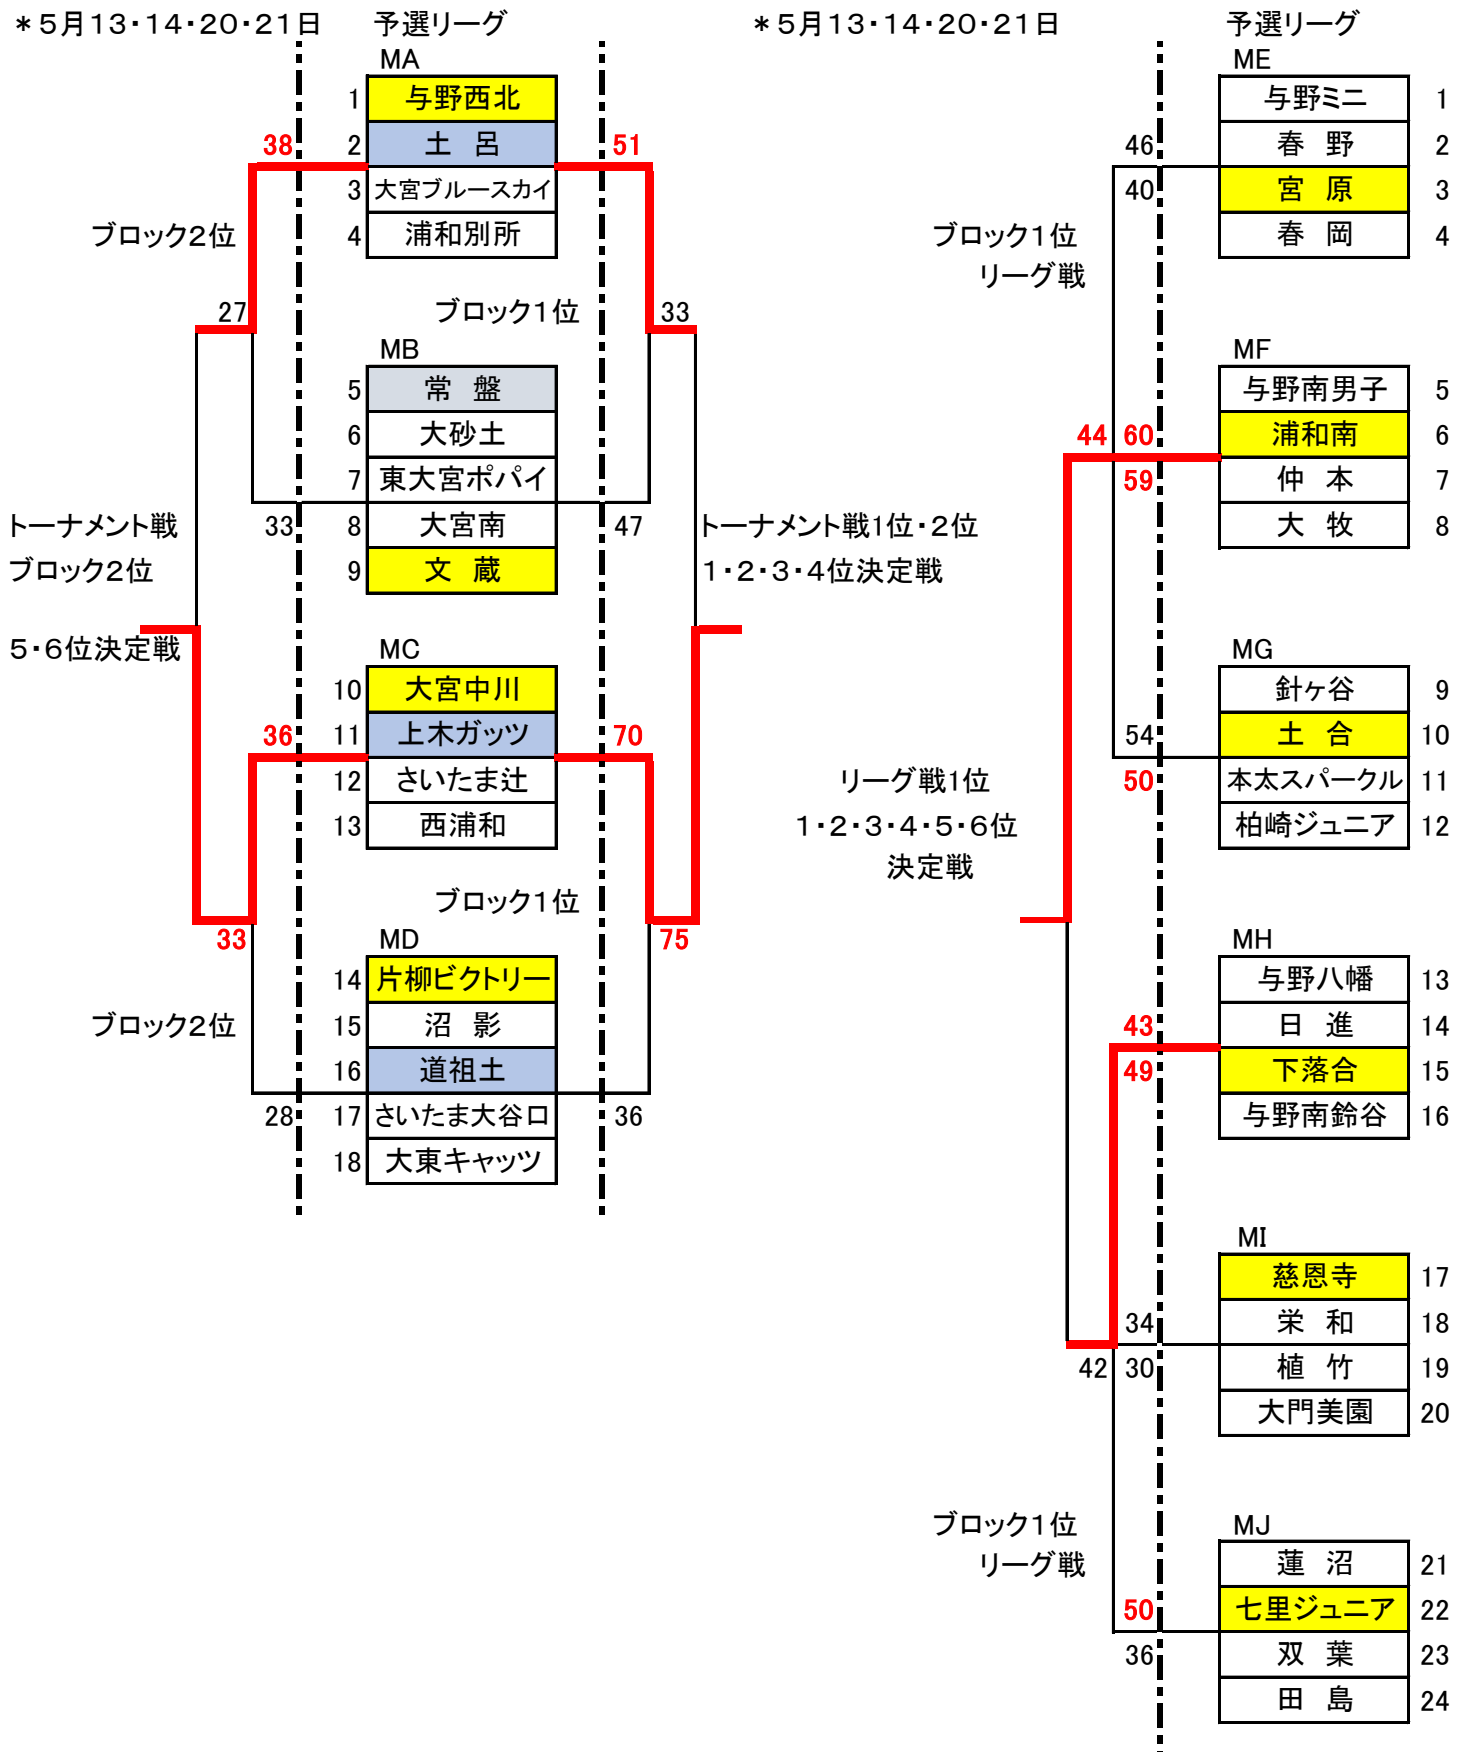 ＊５月１３・１４・２０・２１日
予選リーグ
MA
1 与野西北
2 土 呂
3 大宮ブルースカイ
4 浦和別所
38
51
ブロック２位
27
ブロック１位
33
MB
5 常 盤
6 大砂土
7 東大宮ポパイ
8 大宮南
9 文 蔵
33
47
トーナメント戦
ブロック２位
5・6位決定戦
トーナメント戦1位・２位
１・２・３・４位決定戦
MC
10 大宮中川
11 上木ガッツ
12 さいたま辻
13 西浦和
36
70
ブロック１位
33
75
MD
14 片柳ビクトリー
15 沼 影
16 道祖土
17 さいたま大谷口
18 大東キャッツ
ブロック２位
28
36
＊５月１３・１４・２０・２１日
予選リーグ
ME
与野ミニ 1
春 野 2
宮 原 3
春 岡 4
46
40
ブロック１位
リーグ戦
MF
与野南男子 5
浦和南 6
仲 本 7
大 牧 8
44 60
59
MG
針ヶ谷 9
土 合 10
本太スパークル 11
柏崎ジュニア 12
54
50
リーグ戦1位
１・２・３・４・５・６位
決定戦
MH
与野八幡 13
日 進 14
下落合 15
与野南鈴谷 16
43
49
MI
慈恩寺 17
栄 和 18
植 竹 19
大門美園 20
34
42 30
ブロック１位
リーグ戦
MJ
蓮 沼 21
七里ジュニア 22
双 葉 23
田 島 24
50
36